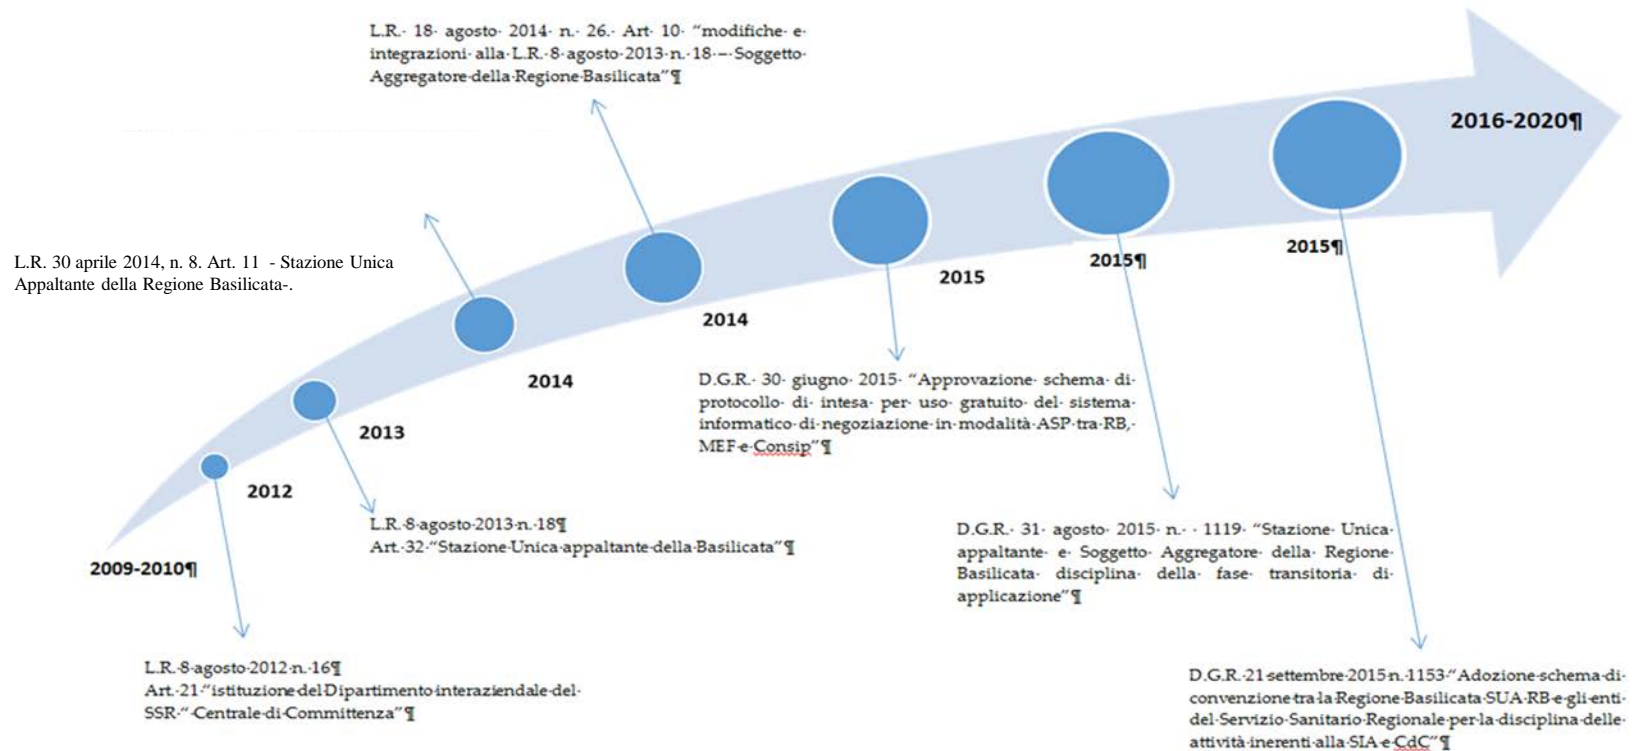 L.R. 18 agosto 2014 n. 26. Art 10 “modifiche e
integrazioni alla L.R. 8 agosto 2013 n. 18 – Soggetto
Aggregatore della Regione Basilicata”¶
2016-2020¶
L.R. 30 aprile 2014, n. 8. Art. 11 - Stazione Unica
Appaltante della Regione Basilicata-.
2015¶
2015¶
2015
2014
2014
2013
2012
2009-2010¶
D.G.R. 30 giugno 2015 “Approvazione schema di
protocollo di intesa per uso gratuito del sistema
informatico di negoziazione in modalità ASP tra RB,
MEF e Consip”¶
L.R. 8 agosto 2013 n. 18¶
Art. 32 “Stazione Unica appaltante della Basilicata”¶
D.G.R. 31 agosto 2015 n. 1119 “Stazione Unica
appaltante e Soggetto Aggregatore della Regione
Basilicata disciplina della fase transitoria di
applicazione”¶
L.R. 8 agosto 2012 n. 16¶
Art. 21 “istituzione del Dipartimento interaziendale del
SSR “ Centrale di Committenza”¶
D.G.R. 21 settembre 2015 n. 1153 “Adozione schema di
convenzione tra la Regione Basilicata SUA-RB e gli enti
del Servizio Sanitario Regionale per la disciplina delle
attività inerenti alla SIA e CdC”¶